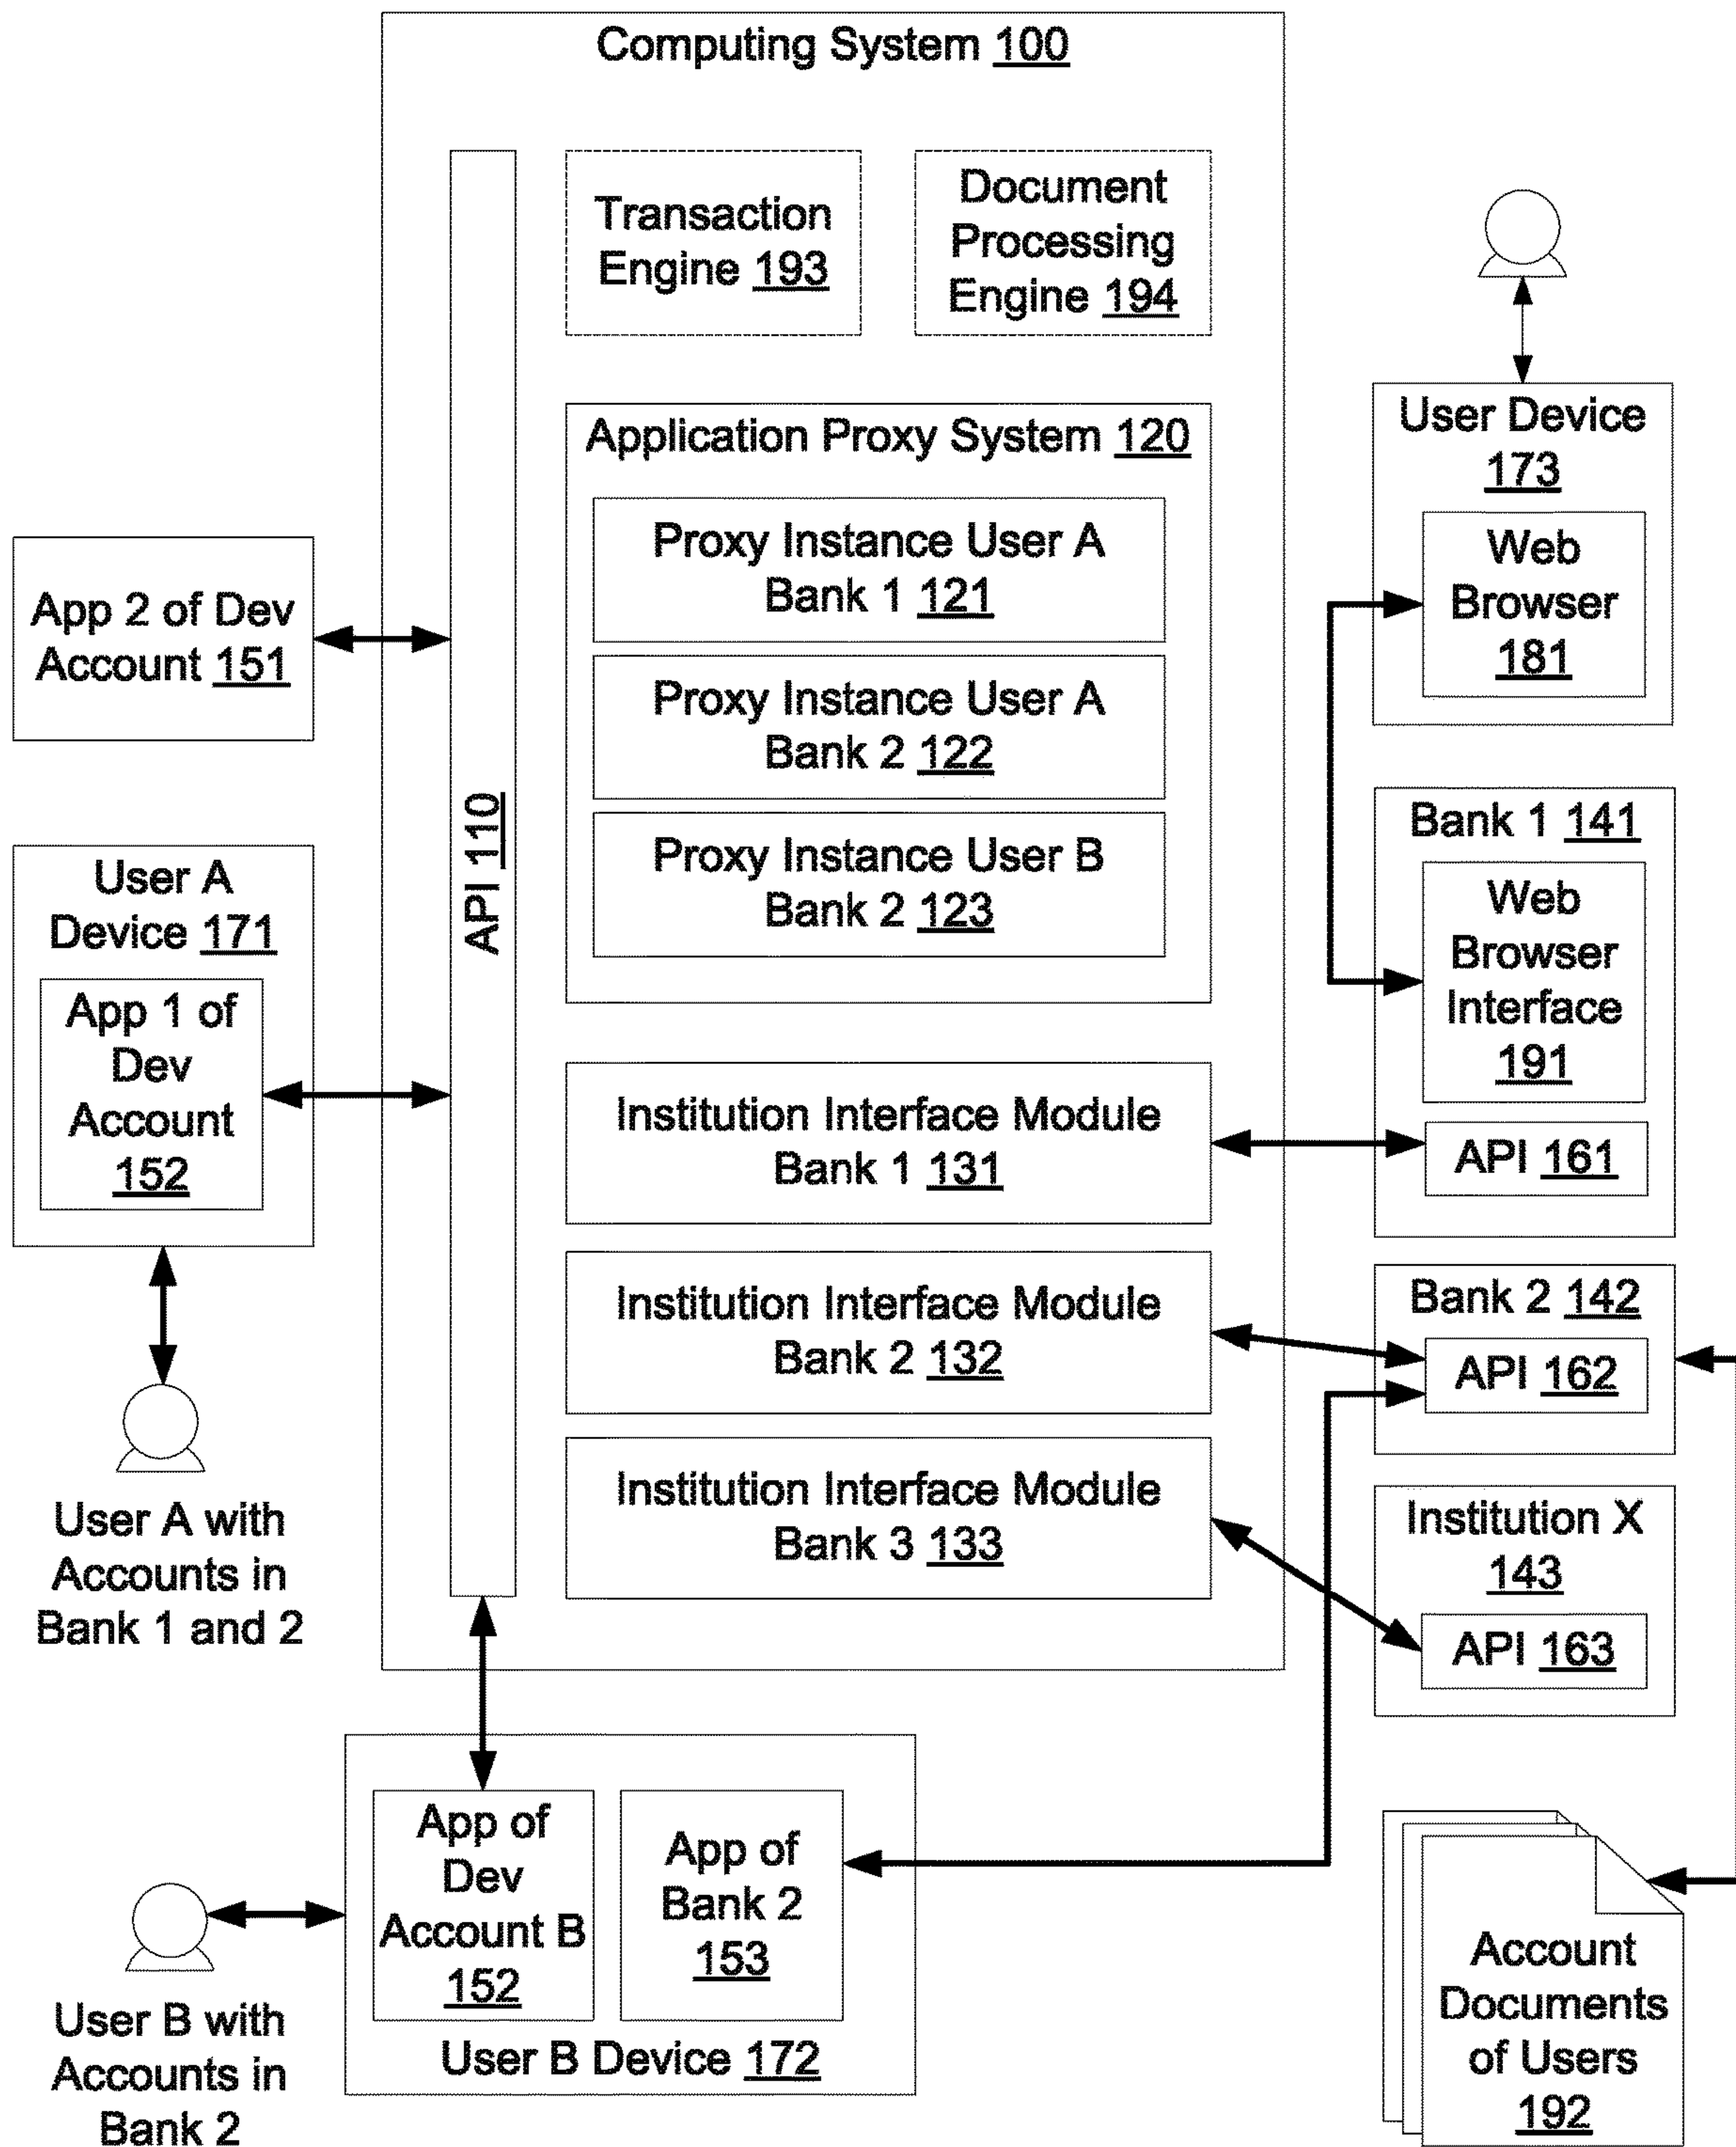 Computing System 100
Transaction
Engine 193
Document
Processing
Engine 194
Application Proxy System 120
Proxy Instance User A
Bank 1 121
Proxy Instance User A
Bank 2 122
Proxy Instance User B
Bank 2 123
API 110
Institution Interface Module
Bank 1 131
Institution Interface Module
Bank 2 132
Institution Interface Module
Bank 3 133
App 2 of Dev
Account 151
User A
Device 171
App 1 of
Dev
Account
152
User A with
Accounts in
Bank 1 and 2
User Device
173
Web
Browser
181
Bank 1 141
Web
Browser
Interface
191
API 161
Bank 2 142
API 162
Institution X
143
API 163
App of
Dev
Account B
152
App of
Bank 2
153
User B Device 172
User B with
Accounts in
Bank 2
Account
Documents
of Users
192